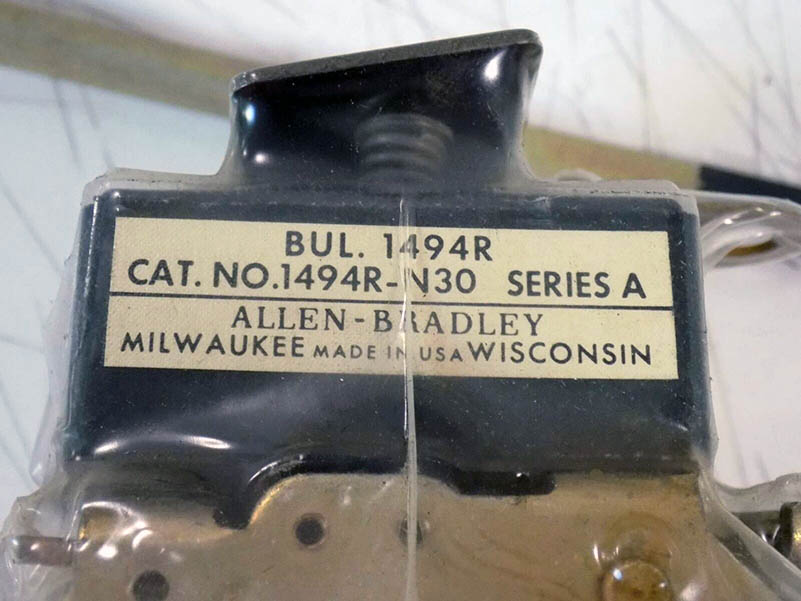 BUL. 1494R
CAT. NO.1494R-N30 SERIES A
ALLEN-BRADLEY
MILWAUKEE MADE IN USA WISCONSIN